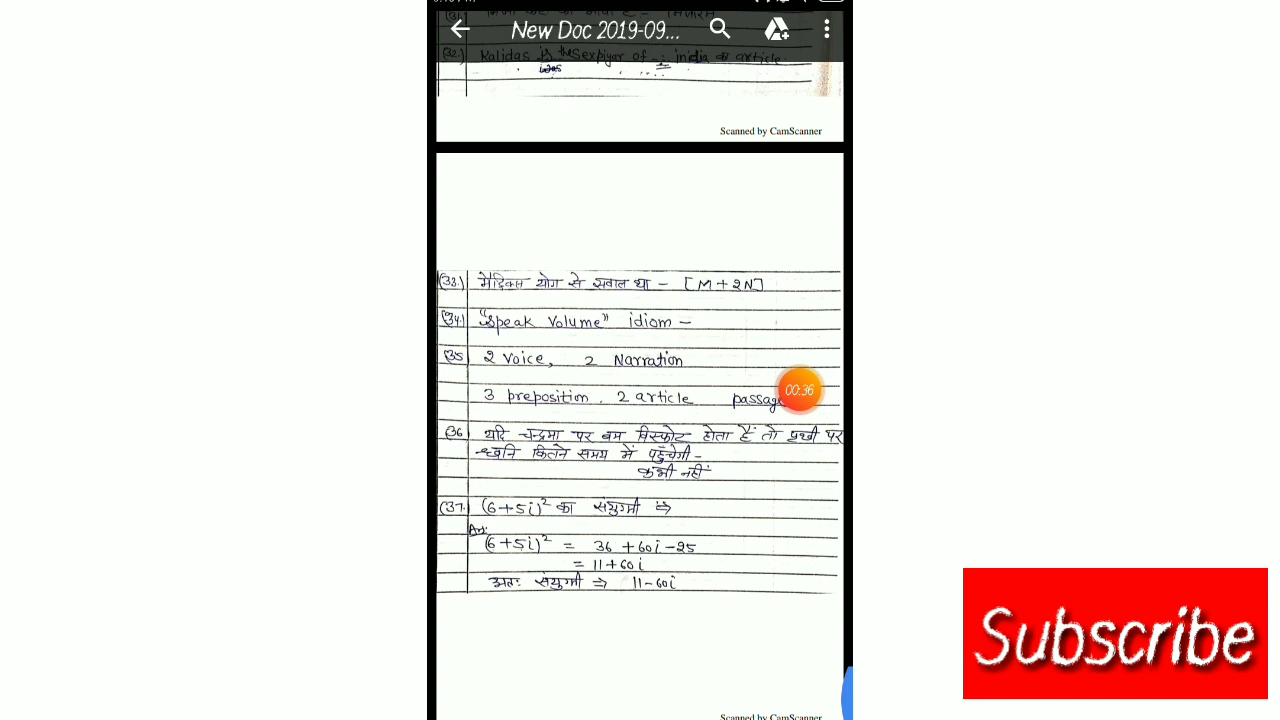 New Doc 2019-09...
(32.) Kalidas is the of india article
Scanned by CamScanner
(33.) मैट्रिक्स योग से सवाल था - [M + 2N]
(34.) "Speak Volume" idiom -
(35 2 Voice, 2 Narration
3 preposition, 2 article passage
00:36
(36 यदि चन्द्रमा पर बम विस्फोट होता है तो पृथ्वी पर
ध्वनि कितने समय में पहुँचेगी -
कभी नहीं
(37. (6+5i)² का संयुग्मी ⇒
Ans.
(6+5i)² = 36 + 60i - 25
= 11 + 60i
अतः संयुग्मी ⇒ 11 - 60i
Subscribe
Scanned by CamScanner